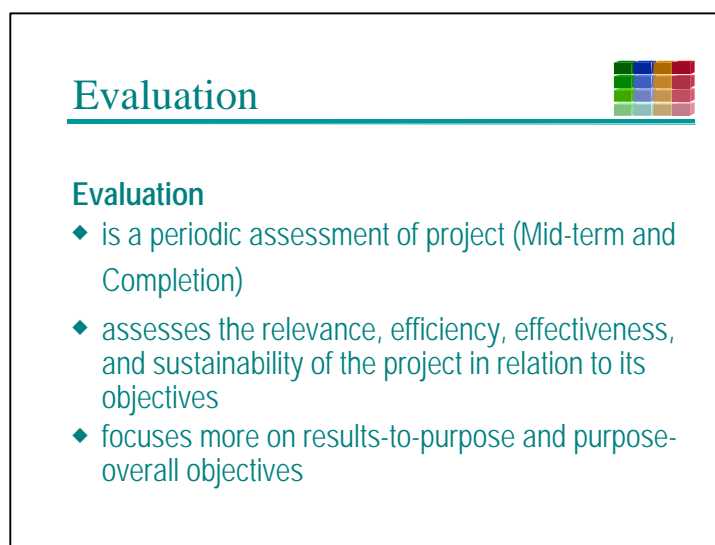 Evaluation
Evaluation
◆ is a periodic assessment of project (Mid-term and
Completion)
◆ assesses the relevance, efficiency, effectiveness,
and sustainability of the project in relation to its
objectives
◆ focuses more on results-to-purpose and purpose-
overall objectives